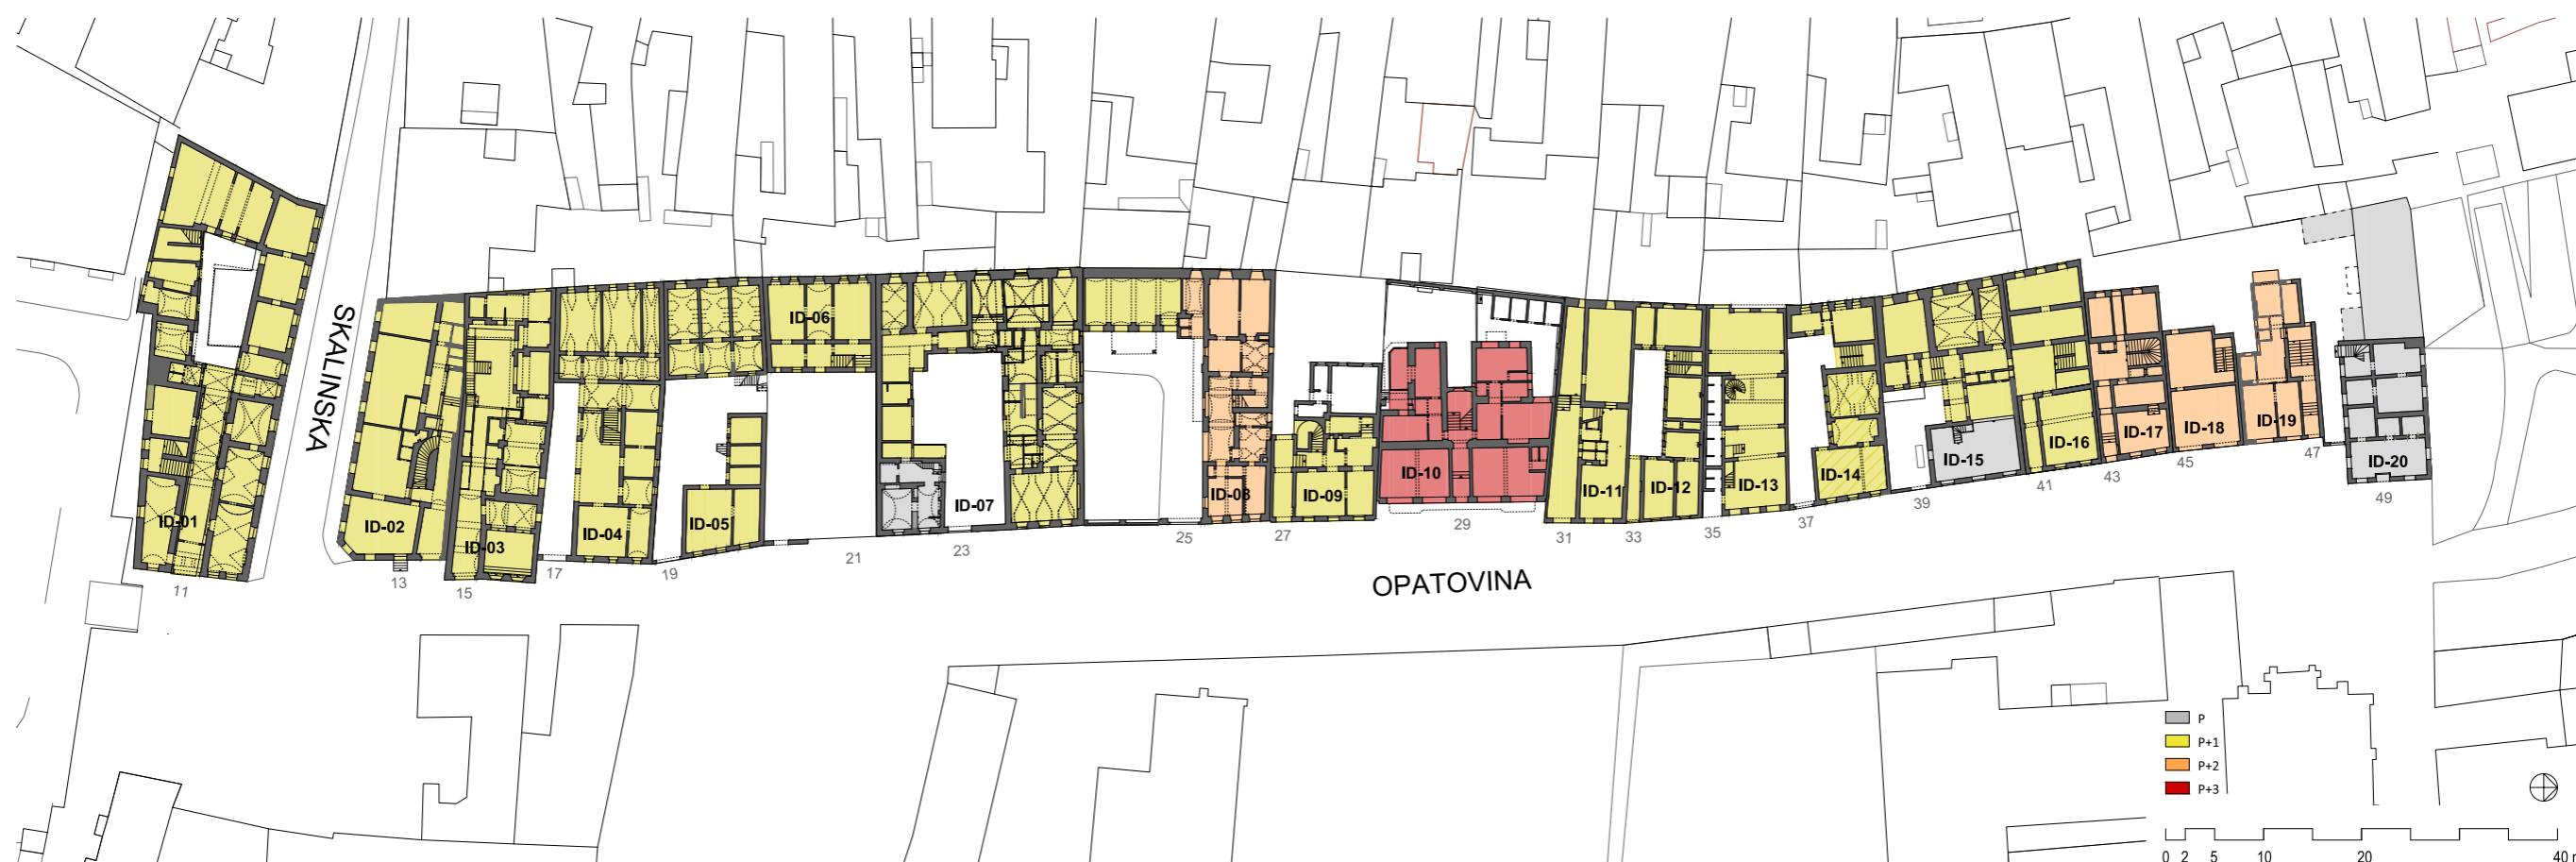 SKALINSKA
OPATOVINA
ID-01
ID-02
ID-03
ID-04
ID-05
ID-06
ID-07
ID-08
ID-09
ID-10
ID-11
ID-12
ID-13
ID-14
ID-15
ID-16
ID-17
ID-18
ID-19
ID-20
11
13
15
17
19
21
23
25
27
29
31
33
35
37
39
41
43
45
47
49
P
P+1
P+2
P+3
0 2 5 10 20 40 m